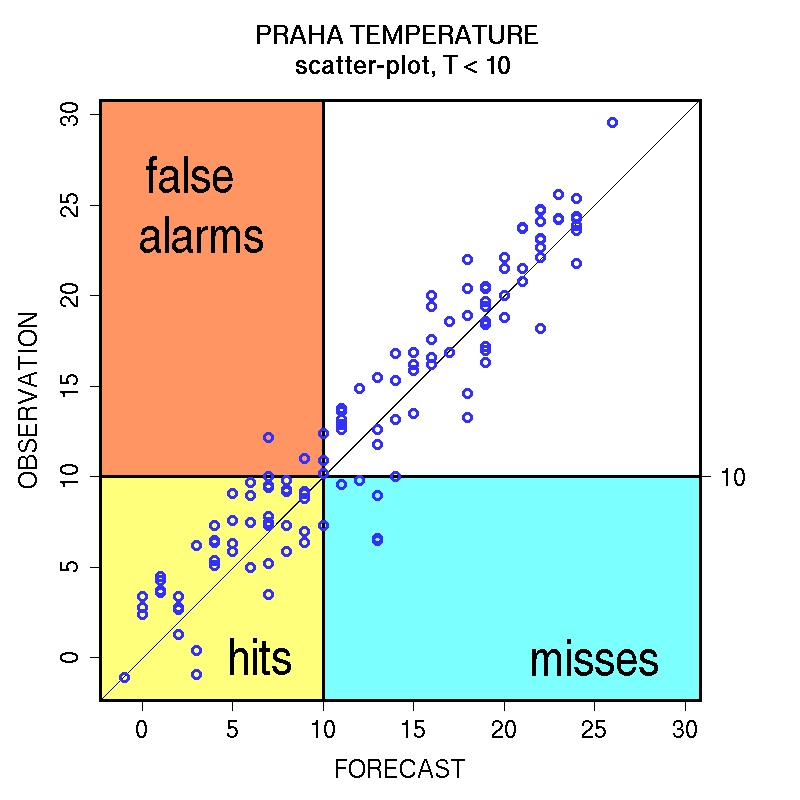 PRAHA TEMPERATURE
scatter-plot, T < 10
false
alarms
hits
misses
OBSERVATION
30
25
20
15
10
5
0
10
0 5 10 15 20 25 30
FORECAST